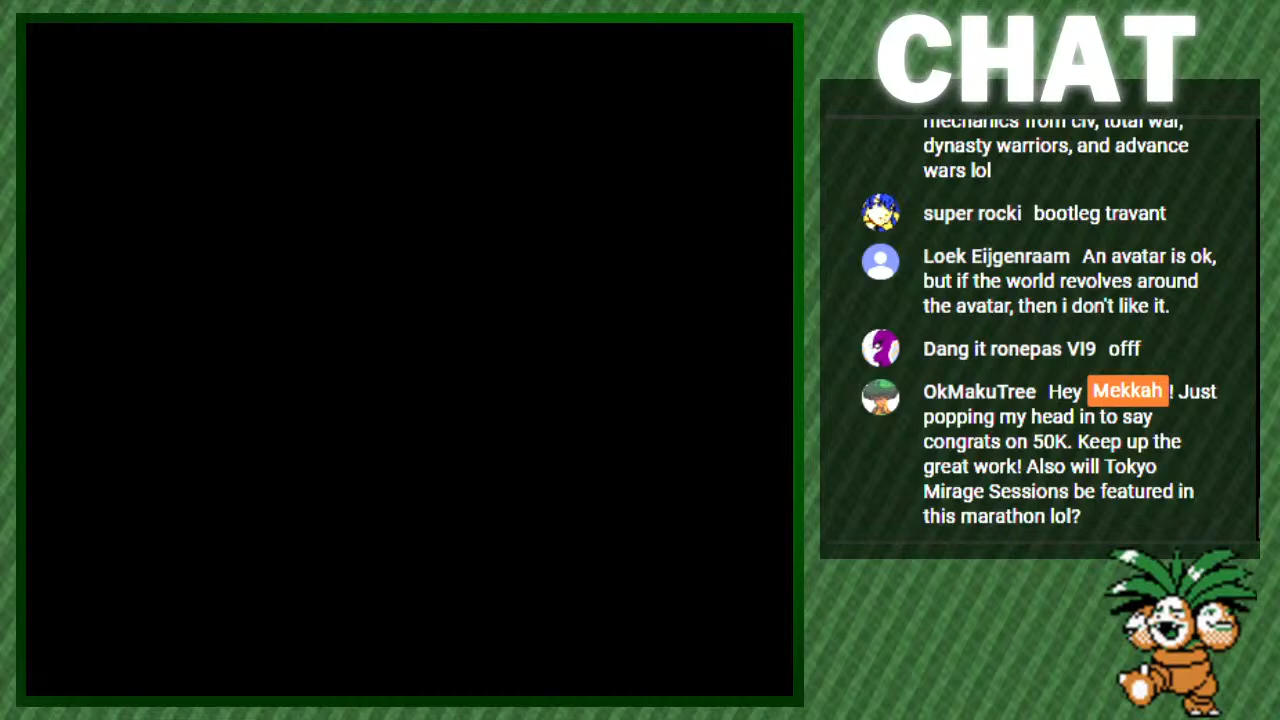 CHAT
mechanics from civ, total war,
dynasty warriors, and advance
wars lol
super rocki bootleg travant
Loek Eijgenraam An avatar is ok,
but if the world revolves around
the avatar, then i don't like it.
Dang it ronepas VI9 offf
OkMakuTree Hey Mekkah! Just
popping my head in to say
congrats on 50K. Keep up the
great work! Also will Tokyo
Mirage Sessions be featured in
this marathon lol?